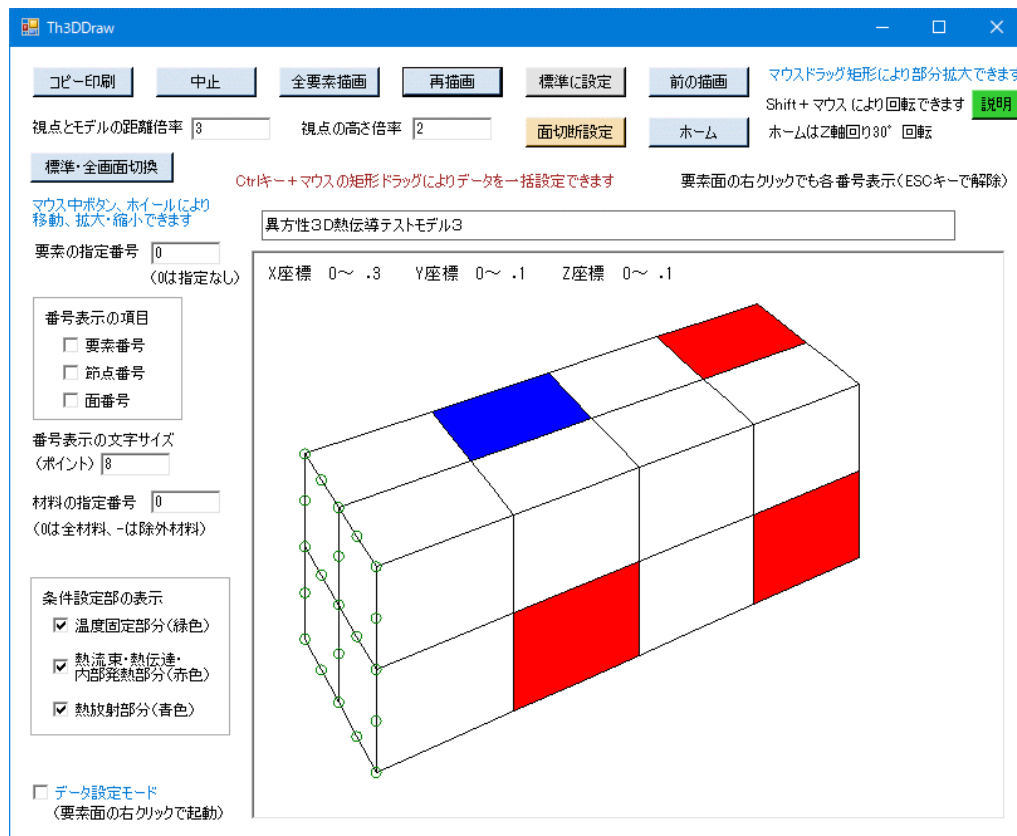 Th3DDraw
コピー印刷
中止
全要素描画
再描画
標準に設定
前の描画
マウスドラッグ矩形により部分拡大できます
Shift+マウス により回転できます
説明
視点とモデルの距離倍率 3
視点の高さ倍率 2
面切断設定
ホーム
ホームはZ軸回り30°回転
標準・全画面切換
Ctrlキー+マウスの矩形ドラッグによりデータを一括設定できます
要素面の右クリックでも各番号表示(ESCキーで解除)
マウス中ボタン、ホイールにより
移動、拡大・縮小できます
異方性3D熱伝導テストモデル3
要素の指定番号 0
(0は指定なし)
X座標 0~ .3 Y座標 0~ .1 Z座標 0~ .1
番号表示の項目
要素番号
節点番号
面番号
番号表示の文字サイズ
(ポイント) 8
材料の指定番号 0
(0は全材料、-は除外材料)
条件設定部の表示
温度固定部分(緑色)
熱流束・熱伝達・
内部発熱部分(赤色)
熱放射部分(青色)
データ設定モード
(要素面の右クリックで起動)